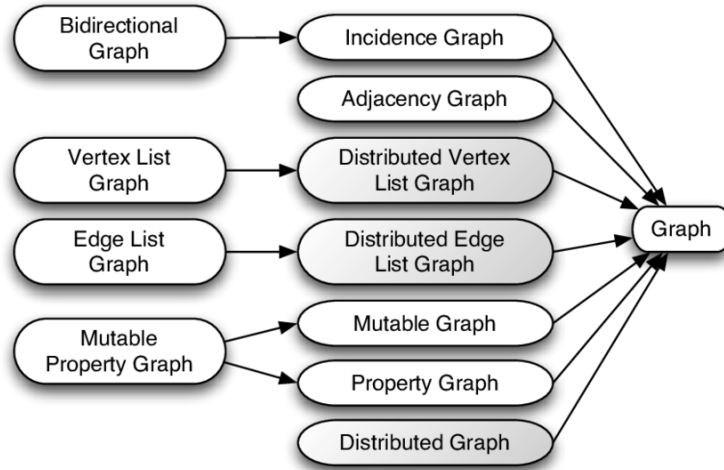 Bidirectional
Graph
Incidence Graph
Adjacency Graph
Vertex List
Graph
Distributed Vertex
List Graph
Edge List
Graph
Distributed Edge
List Graph
Graph
Mutable
Property Graph
Mutable Graph
Property Graph
Distributed Graph